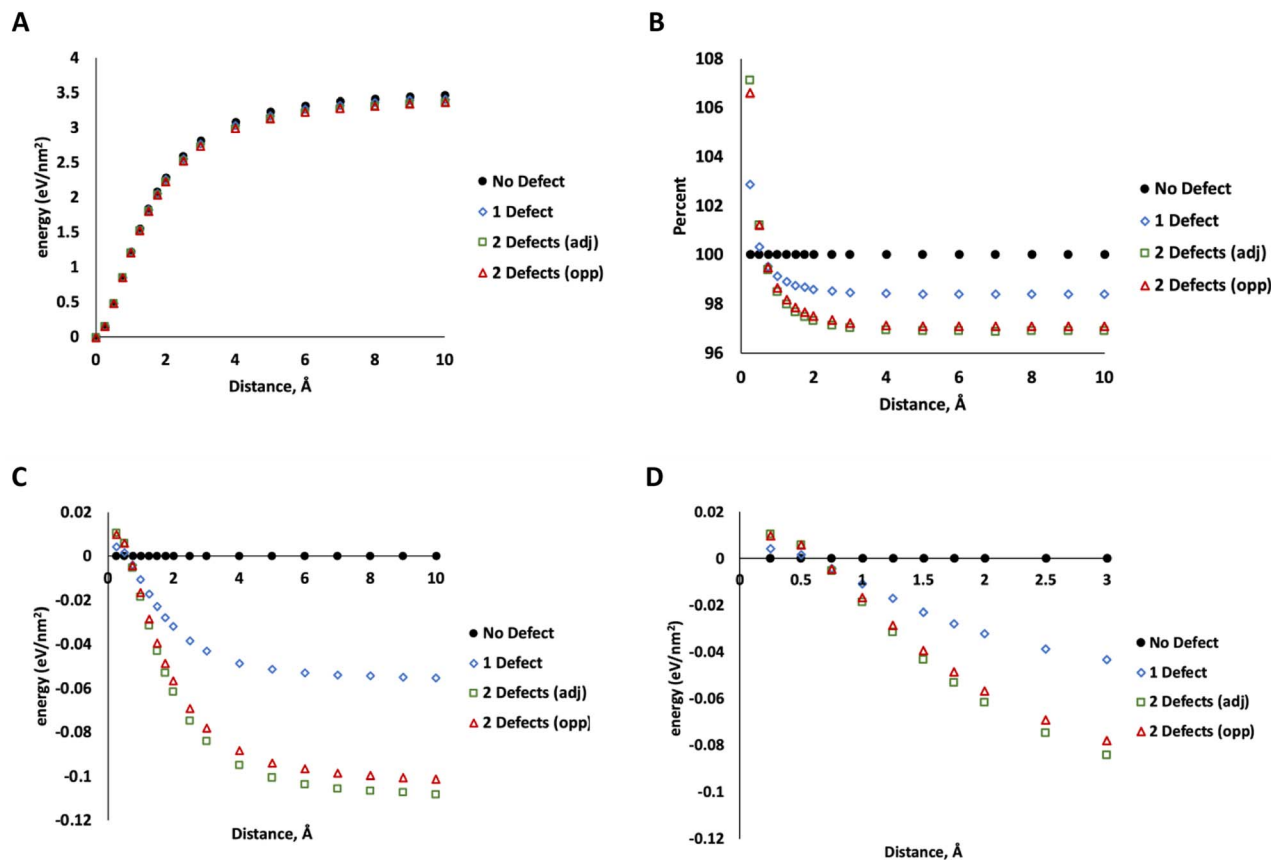 A
4
3.5
3
2.5
2
1.5
1
0.5
0
energy (eV/nm²)
0 2 4 6 8 10
Distance, Å
No Defect
1 Defect
2 Defects (adj)
2 Defects (opp)
B
108
106
104
102
100
98
96
Percent
0 2 4 6 8 10
Distance, Å
No Defect
1 Defect
2 Defects (adj)
2 Defects (opp)
C
0.02
0
-0.02
-0.04
-0.06
-0.08
-0.1
-0.12
energy (eV/nm²)
0 2 4 6 8 10
Distance, Å
No Defect
1 Defect
2 Defects (adj)
2 Defects (opp)
D
0.02
0
-0.02
-0.04
-0.06
-0.08
-0.1
-0.12
energy (eV/nm²)
0 0.5 1 1.5 2 2.5 3
Distance, Å
No Defect
1 Defect
2 Defects (adj)
2 Defects (opp)